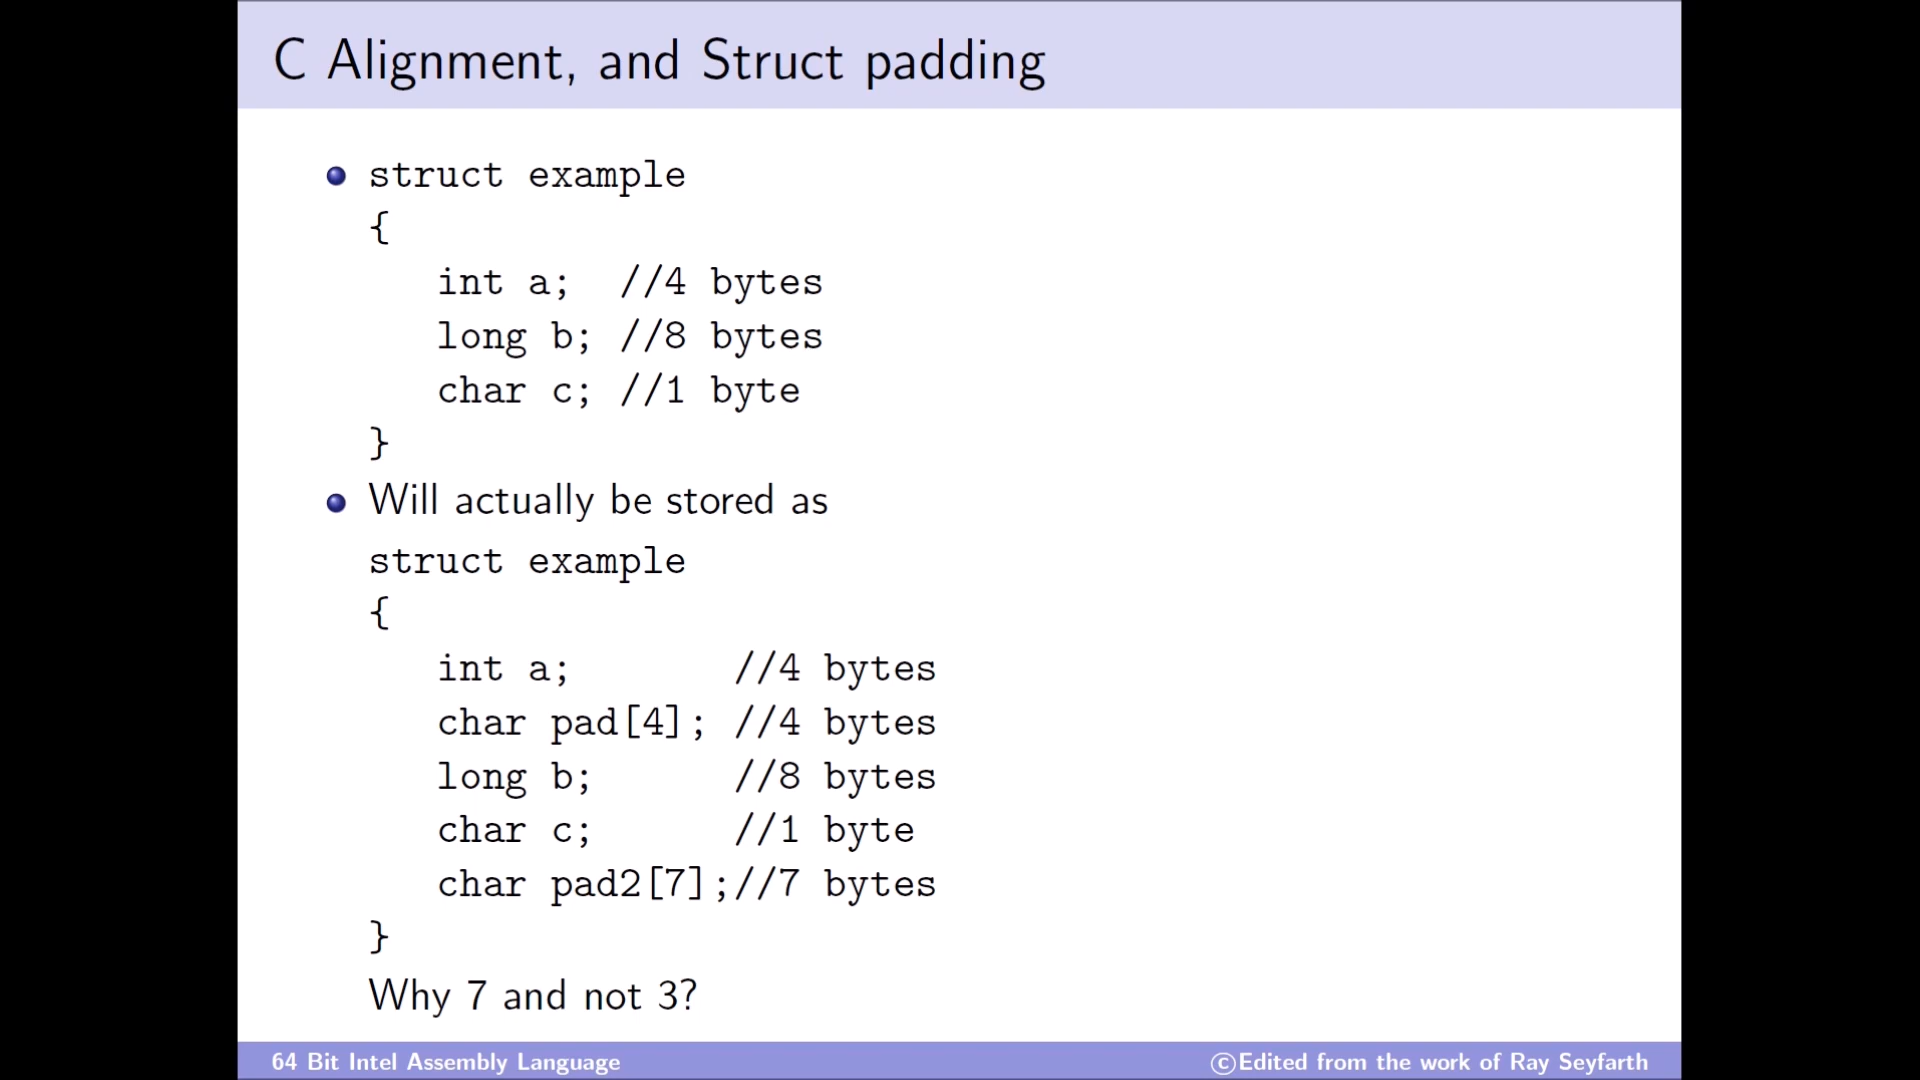 C Alignment, and Struct padding
struct example
{
int a; //4 bytes
long b; //8 bytes
char c; //1 byte
}
Will actually be stored as
struct example
{
int a; //4 bytes
char pad[4]; //4 bytes
long b; //8 bytes
char c; //1 byte
char pad2[7];//7 bytes
}
Why 7 and not 3?
64 Bit Intel Assembly Language
©Edited from the work of Ray Seyfarth